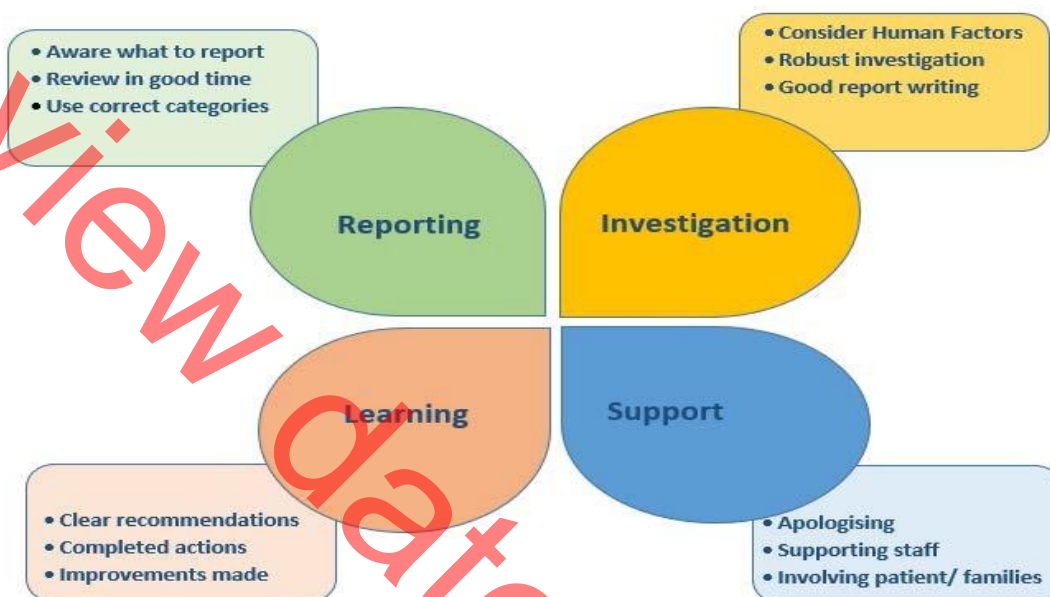 • Aware what to report
• Review in good time
• Use correct categories
• Consider Human Factors
• Robust investigation
• Good report writing
Reporting
Investigation
Learning
Support
• Clear recommendations
• Completed actions
• Improvements made
• Apologising
• Supporting staff
• Involving patient/ families
view date